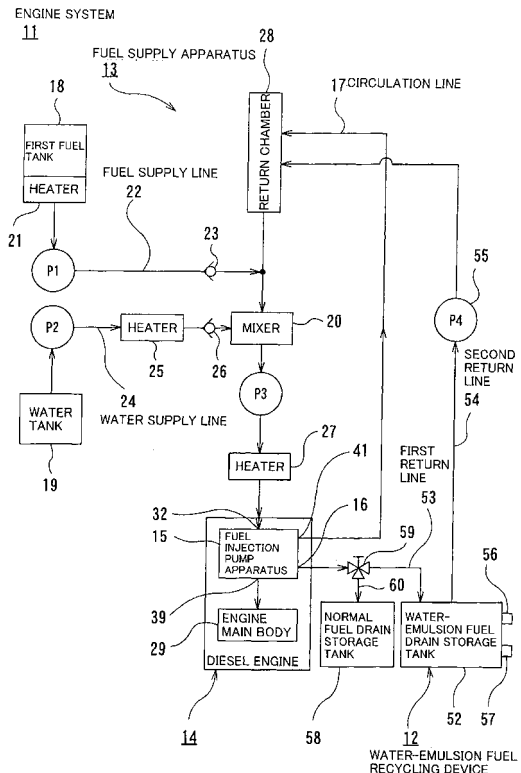 ENGINE SYSTEM
11
FUEL SUPPLY APPARATUS
13
28
17
CIRCULATION LINE
18
FIRST FUEL
TANK
HEATER
21
FUEL SUPPLY LINE
22
23
RETURN CHAMBER
P1
55
P4
P2
HEATER
25
26
MIXER
20
24
WATER SUPPLY LINE
SECOND
RETURN
LINE
54
WATER
TANK
19
P3
27
HEATER
41
FIRST
RETURN
LINE
32
16
53
15
FUEL
INJECTION
PUMP
APPARATUS
59
60
56
39
29
ENGINE
MAIN BODY
DIESEL ENGINE
NORMAL
FUEL DRAIN
STORAGE
TANK
WATER-
EMULSION FUEL
DRAIN STORAGE
TANK
14
58
12
52
57
WATER-EMULSION FUEL
RECYCLING DEVICE